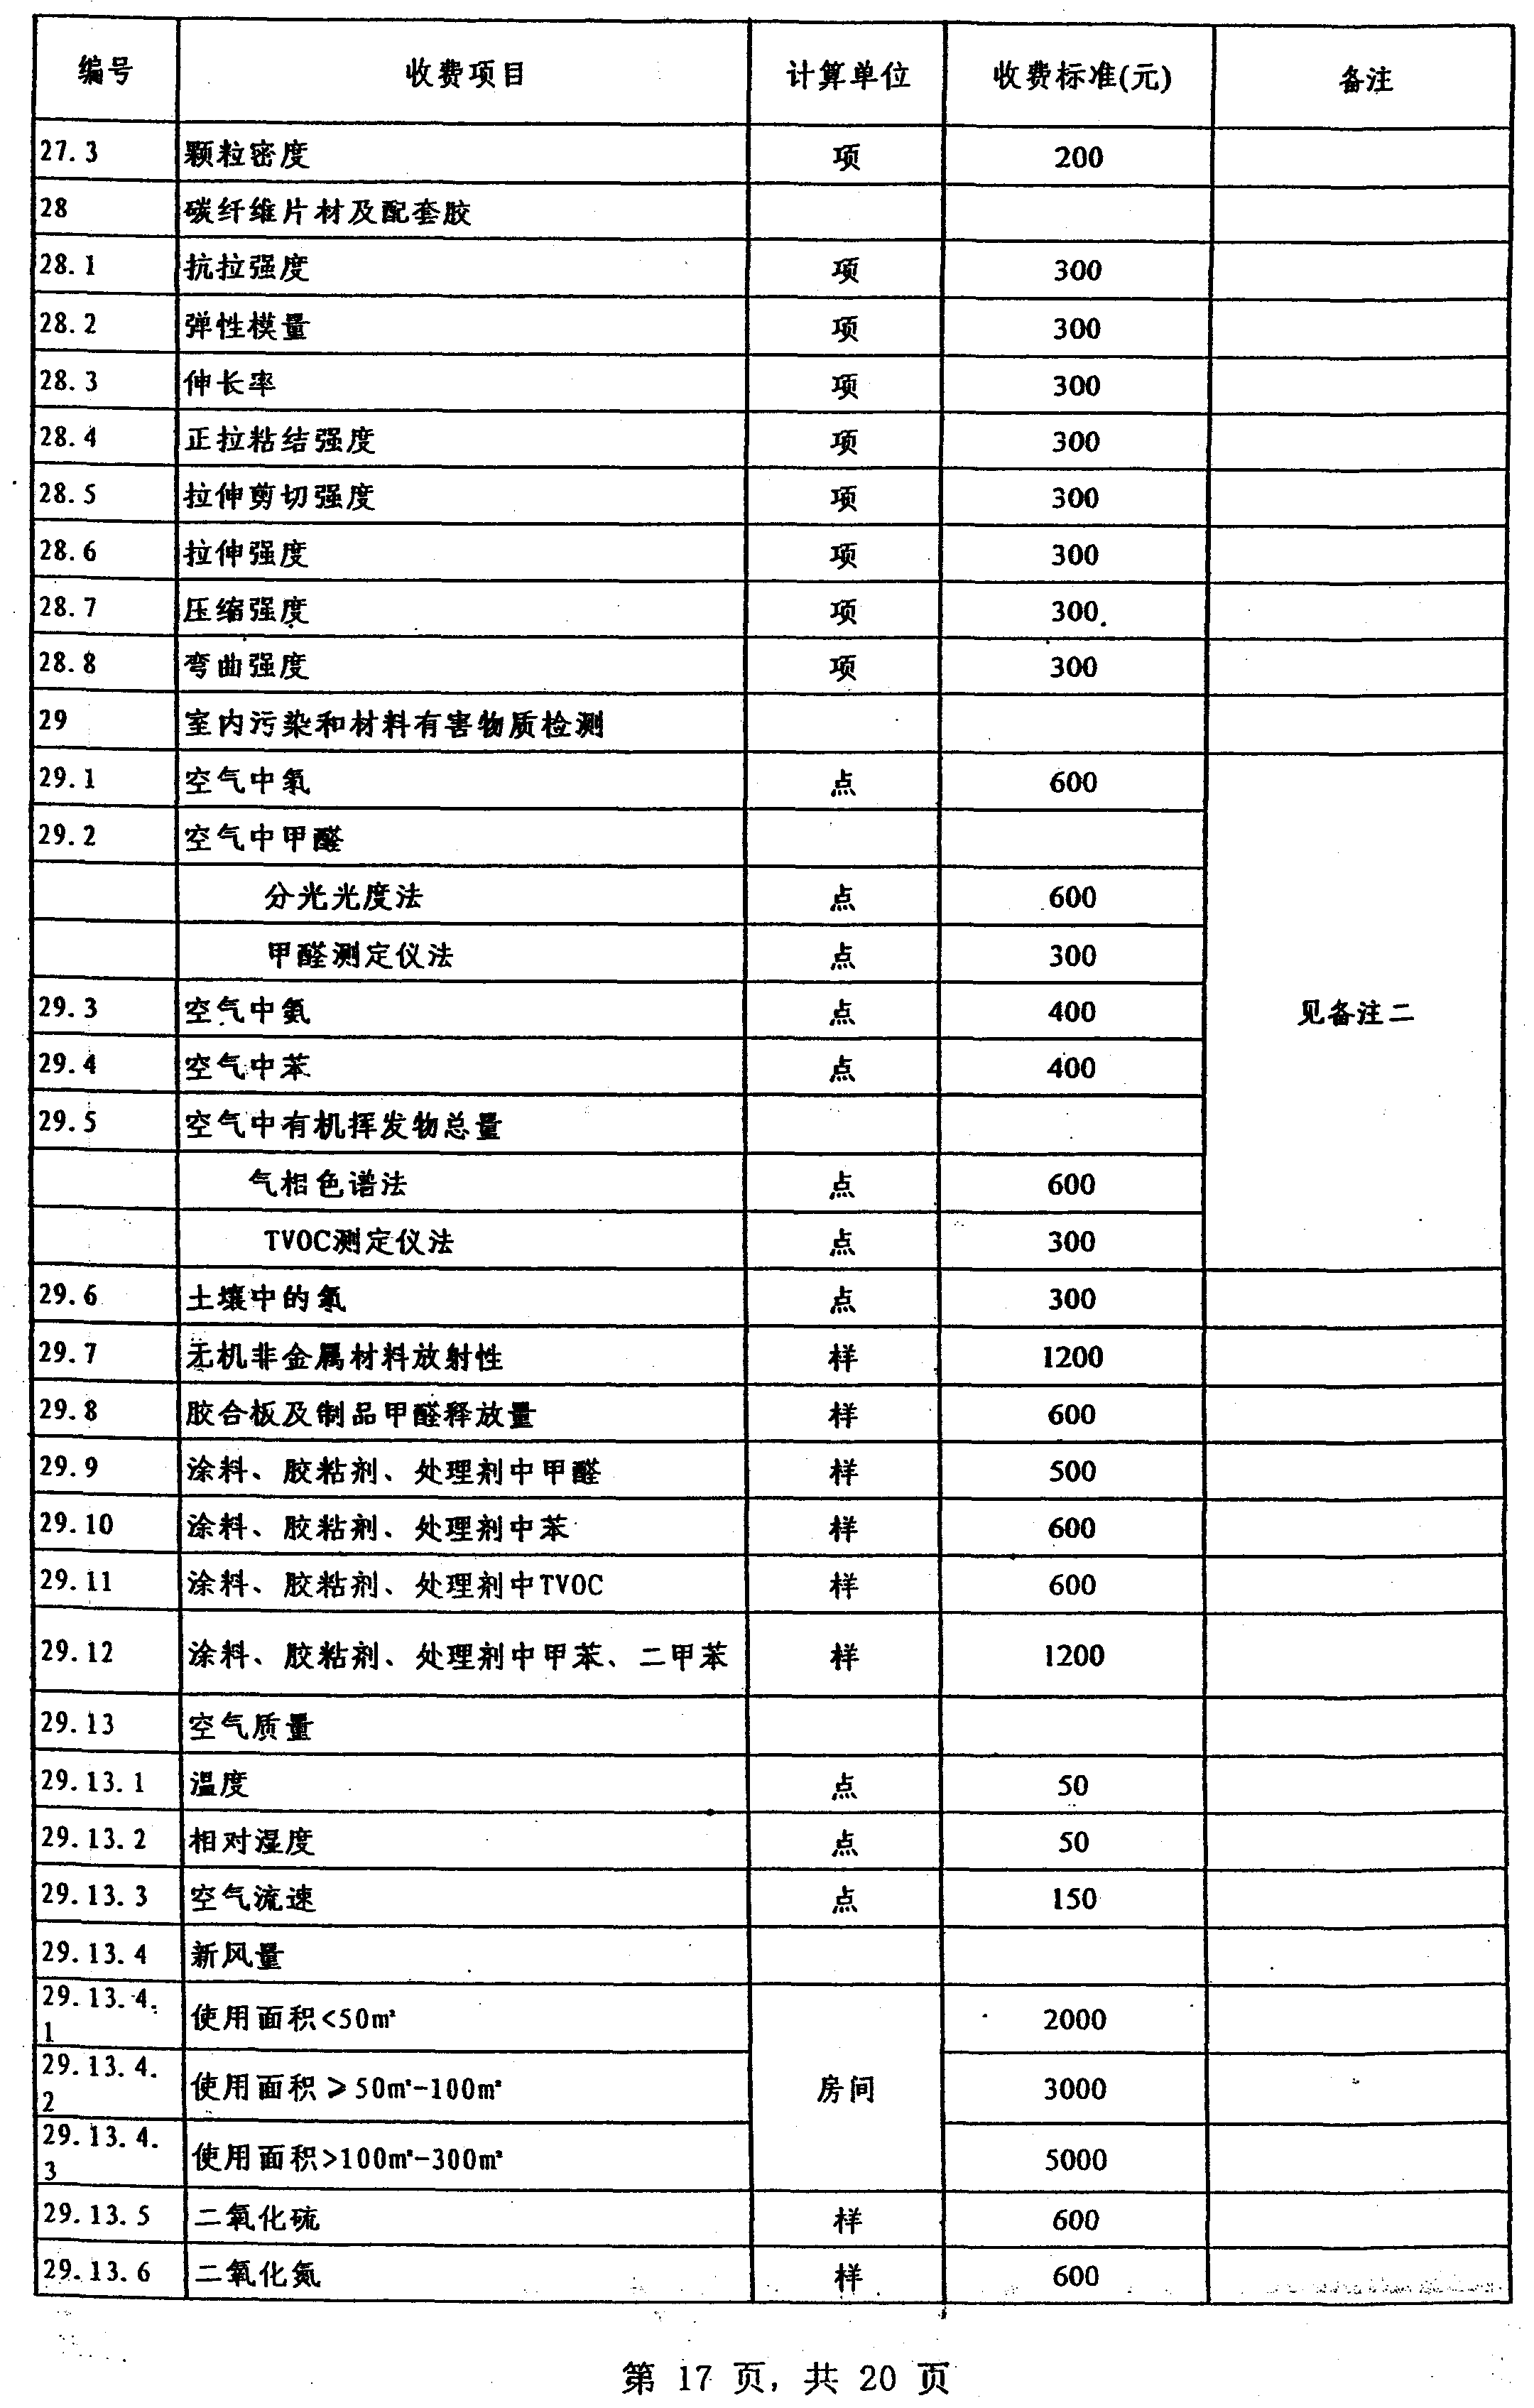 编号 收费项目 计算单位 收费标准(元) 备注
27.3 颗粒密度 项 200
28 碳纤维片材及配套胶
28.1 抗拉强度 项 300
28.2 弹性模量 项 300
28.3 伸长率 项 300
28.4 正拉粘结强度 项 300
28.5 拉伸剪切强度 项 300
28.6 拉伸强度 项 300
28.7 压缩强度 项 300
28.8 弯曲强度 项 300
29 室内污染和材料有害物质检测
29.1 空气中氡 点 600
29.2 空气中甲醛
分光光度法 点 600
甲醛测定仪法 点 300
29.3 空气中氨 点 400 见备注二
29.4 空气中苯 点 400
29.5 空气中有机挥发物总量
气相色谱法 点 600
TVOC测定仪法 点 300
29.6 土壤中的氡 点 300
29.7 无机非金属材料放射性 样 1200
29.8 胶合板及制品甲醛释放量 样 600
29.9 涂料、胶粘剂、处理剂中甲醛 样 500
29.10 涂料、胶粘剂、处理剂中苯 样 600
29.11 涂料、胶粘剂、处理剂中TVOC 样 600
29.12 涂料、胶粘剂、处理剂中甲苯、二甲苯 样 1200
29.13 空气质量
29.13.1 温度 点 50
29.13.2 相对湿度 点 50
29.13.3 空气流速 点 150
29.13.4 新风量
29.13.4.1 使用面积<50㎡ 2000
29.13.4.2 使用面积≥50㎡-100㎡ 房间 3000
29.13.4.3 使用面积>100㎡-300㎡ 5000
29.13.5 二氧化硫 样 600
29.13.6 二氧化氮 样 600
第 17 页, 共 20 页